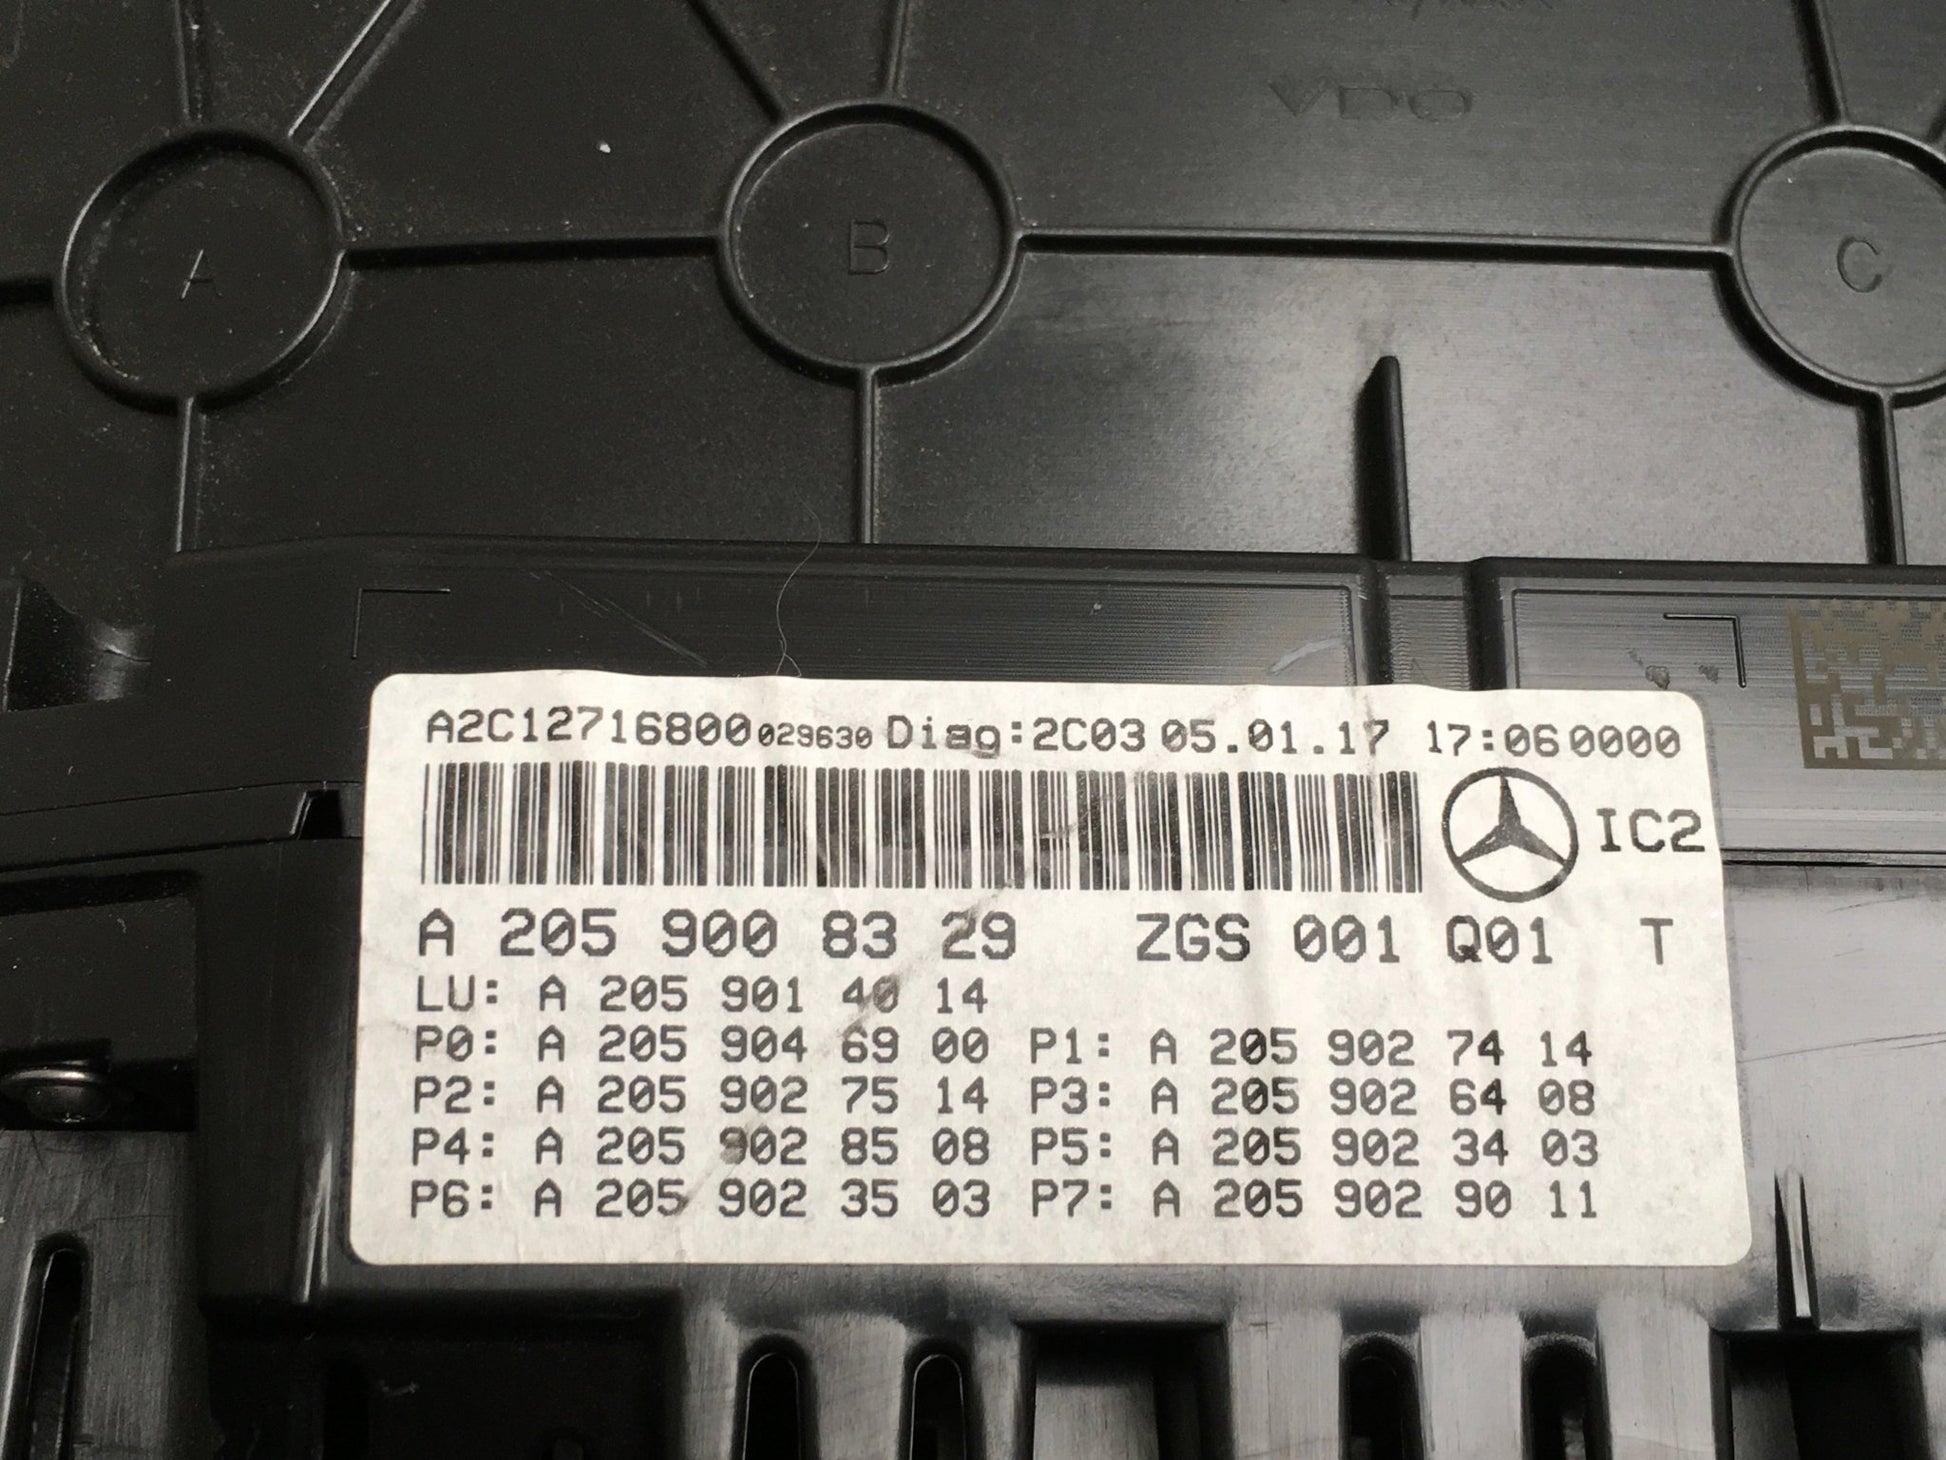 VDO
A
B
C
A2C12716800029630 Diag:2C03 05.01.17 17:060000
IC2
A 205 900 83 29 ZGS 001 Q01 T
LU: A 205 901 40 14
P0: A 205 904 69 00 P1: A 205 902 74 14
P2: A 205 902 75 14 P3: A 205 902 64 08
P4: A 205 902 85 08 P5: A 205 902 34 03
P6: A 205 902 35 03 P7: A 205 902 90 11